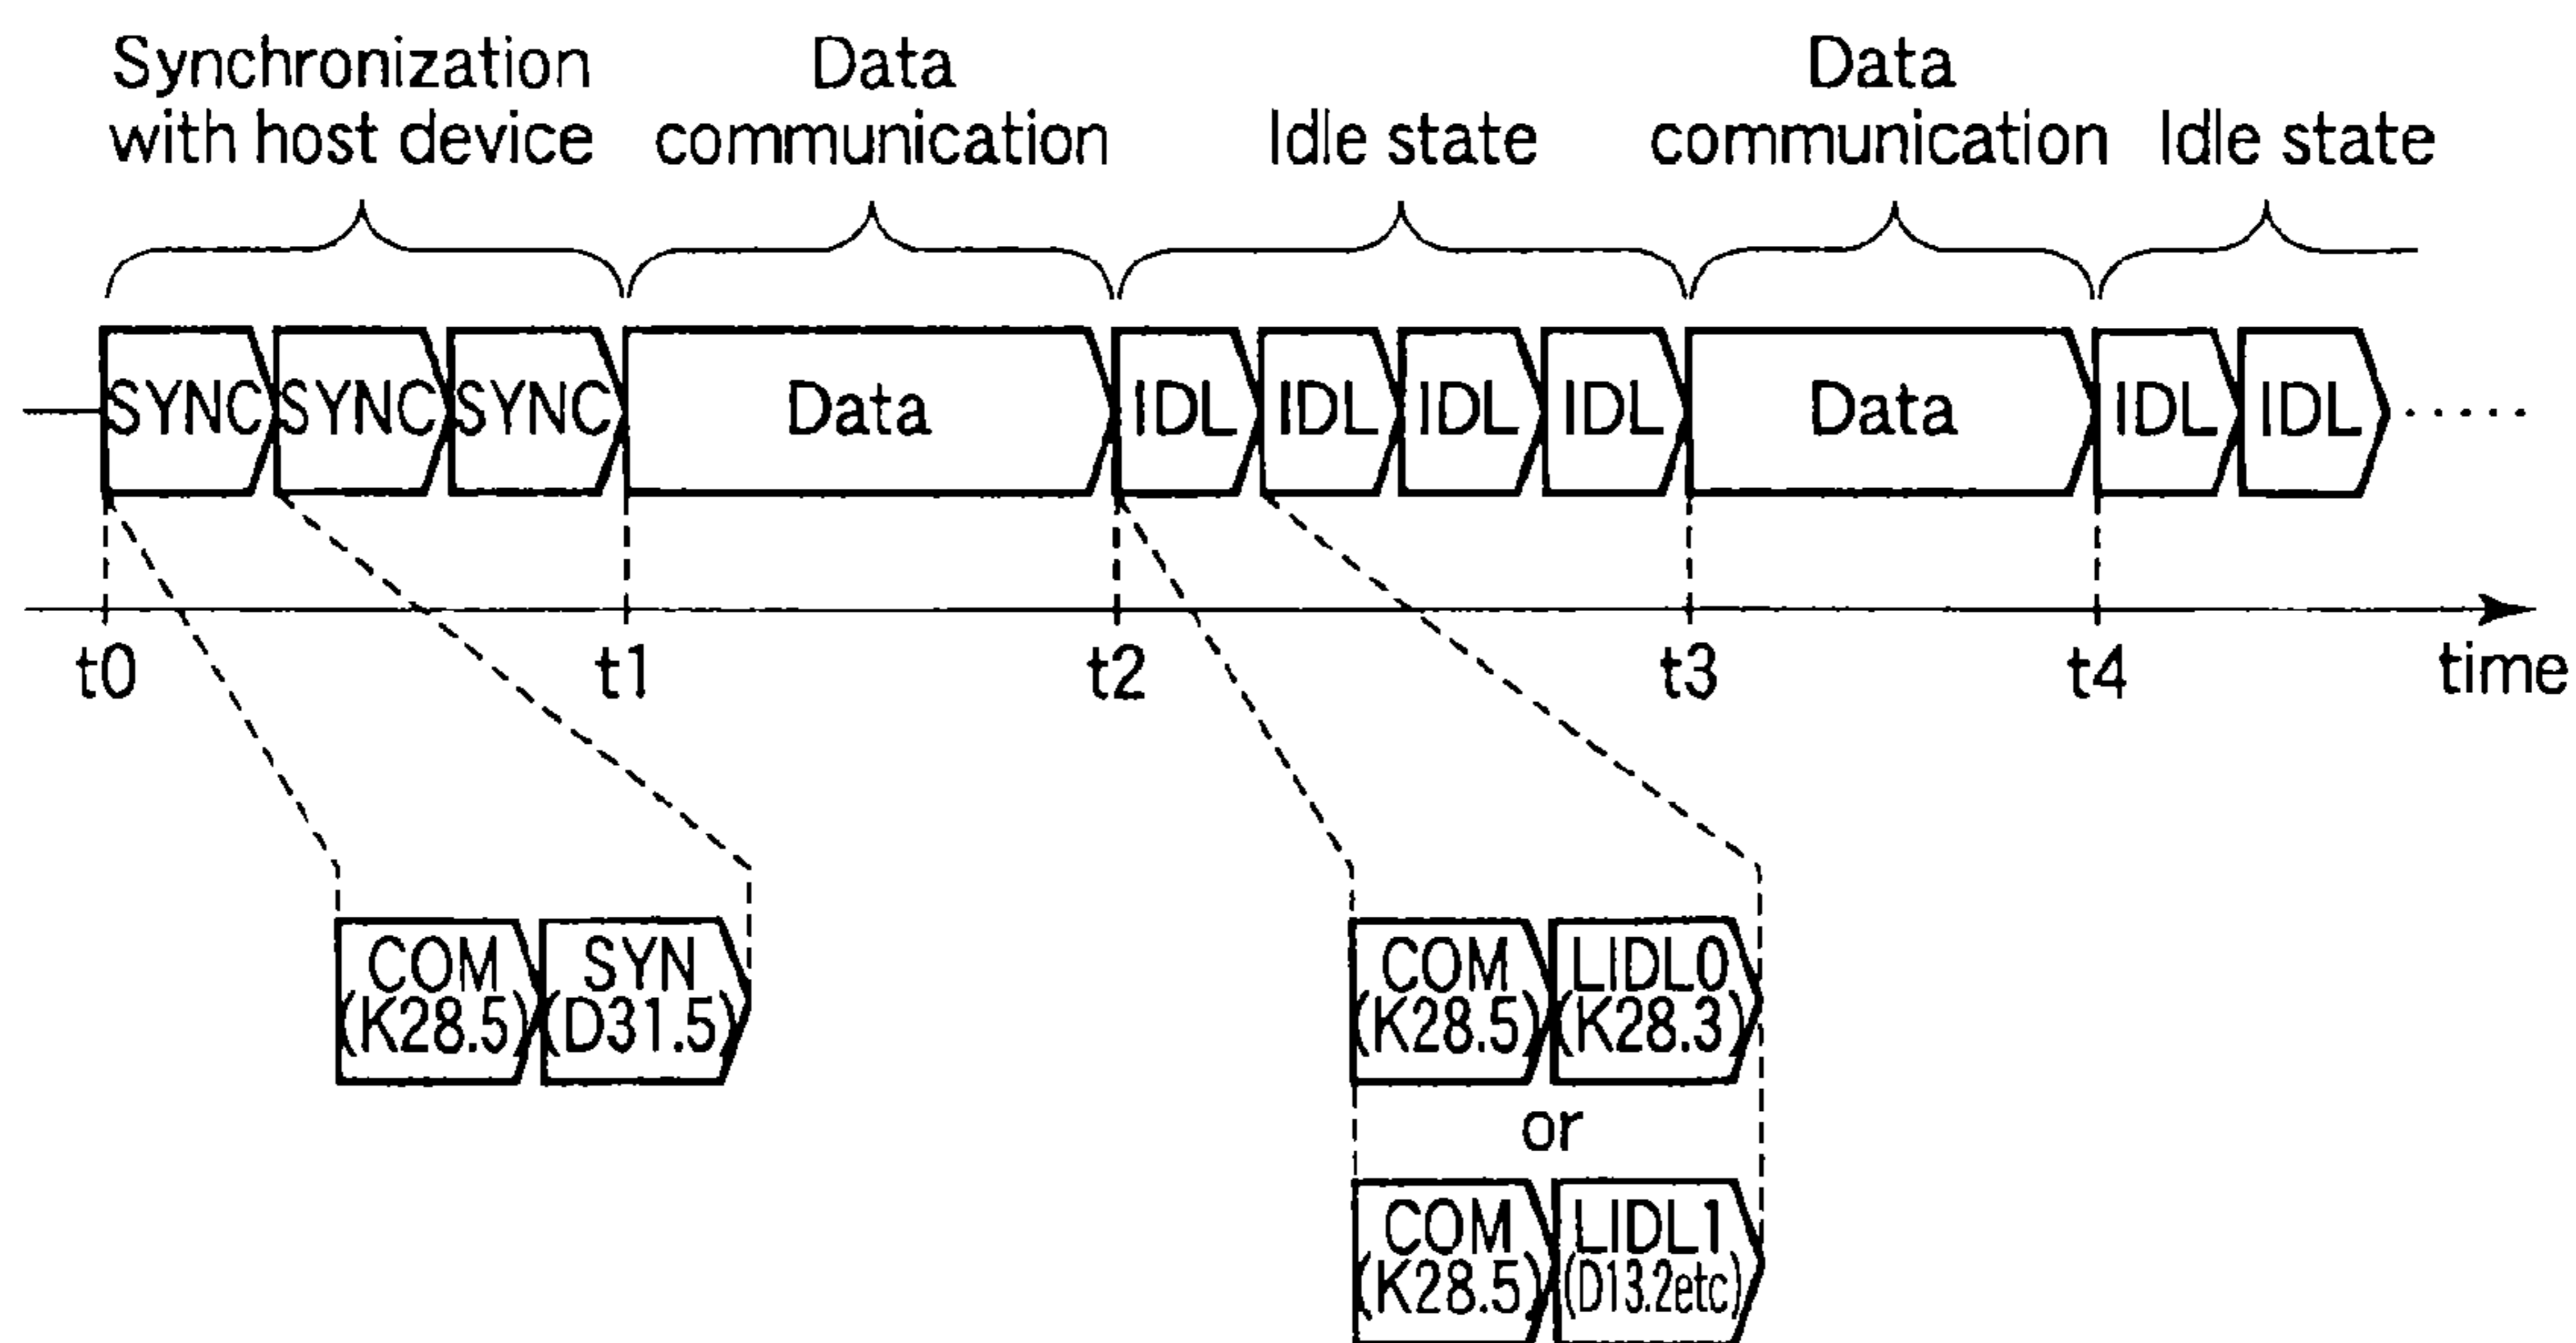 Synchronization
with host device
Data
communication
Idle state
Data
communication
Idle state
SYNC SYNC SYNC Data IDL IDL IDL IDL Data IDL IDL .....
t0 t1 t2 t3 t4 time
COM
(K28.5)
SYN
(D31.5)
COM
(K28.5)
LIDL0
(K28.3)
or
COM
(K28.5)
LIDL1
(D13.2etc)